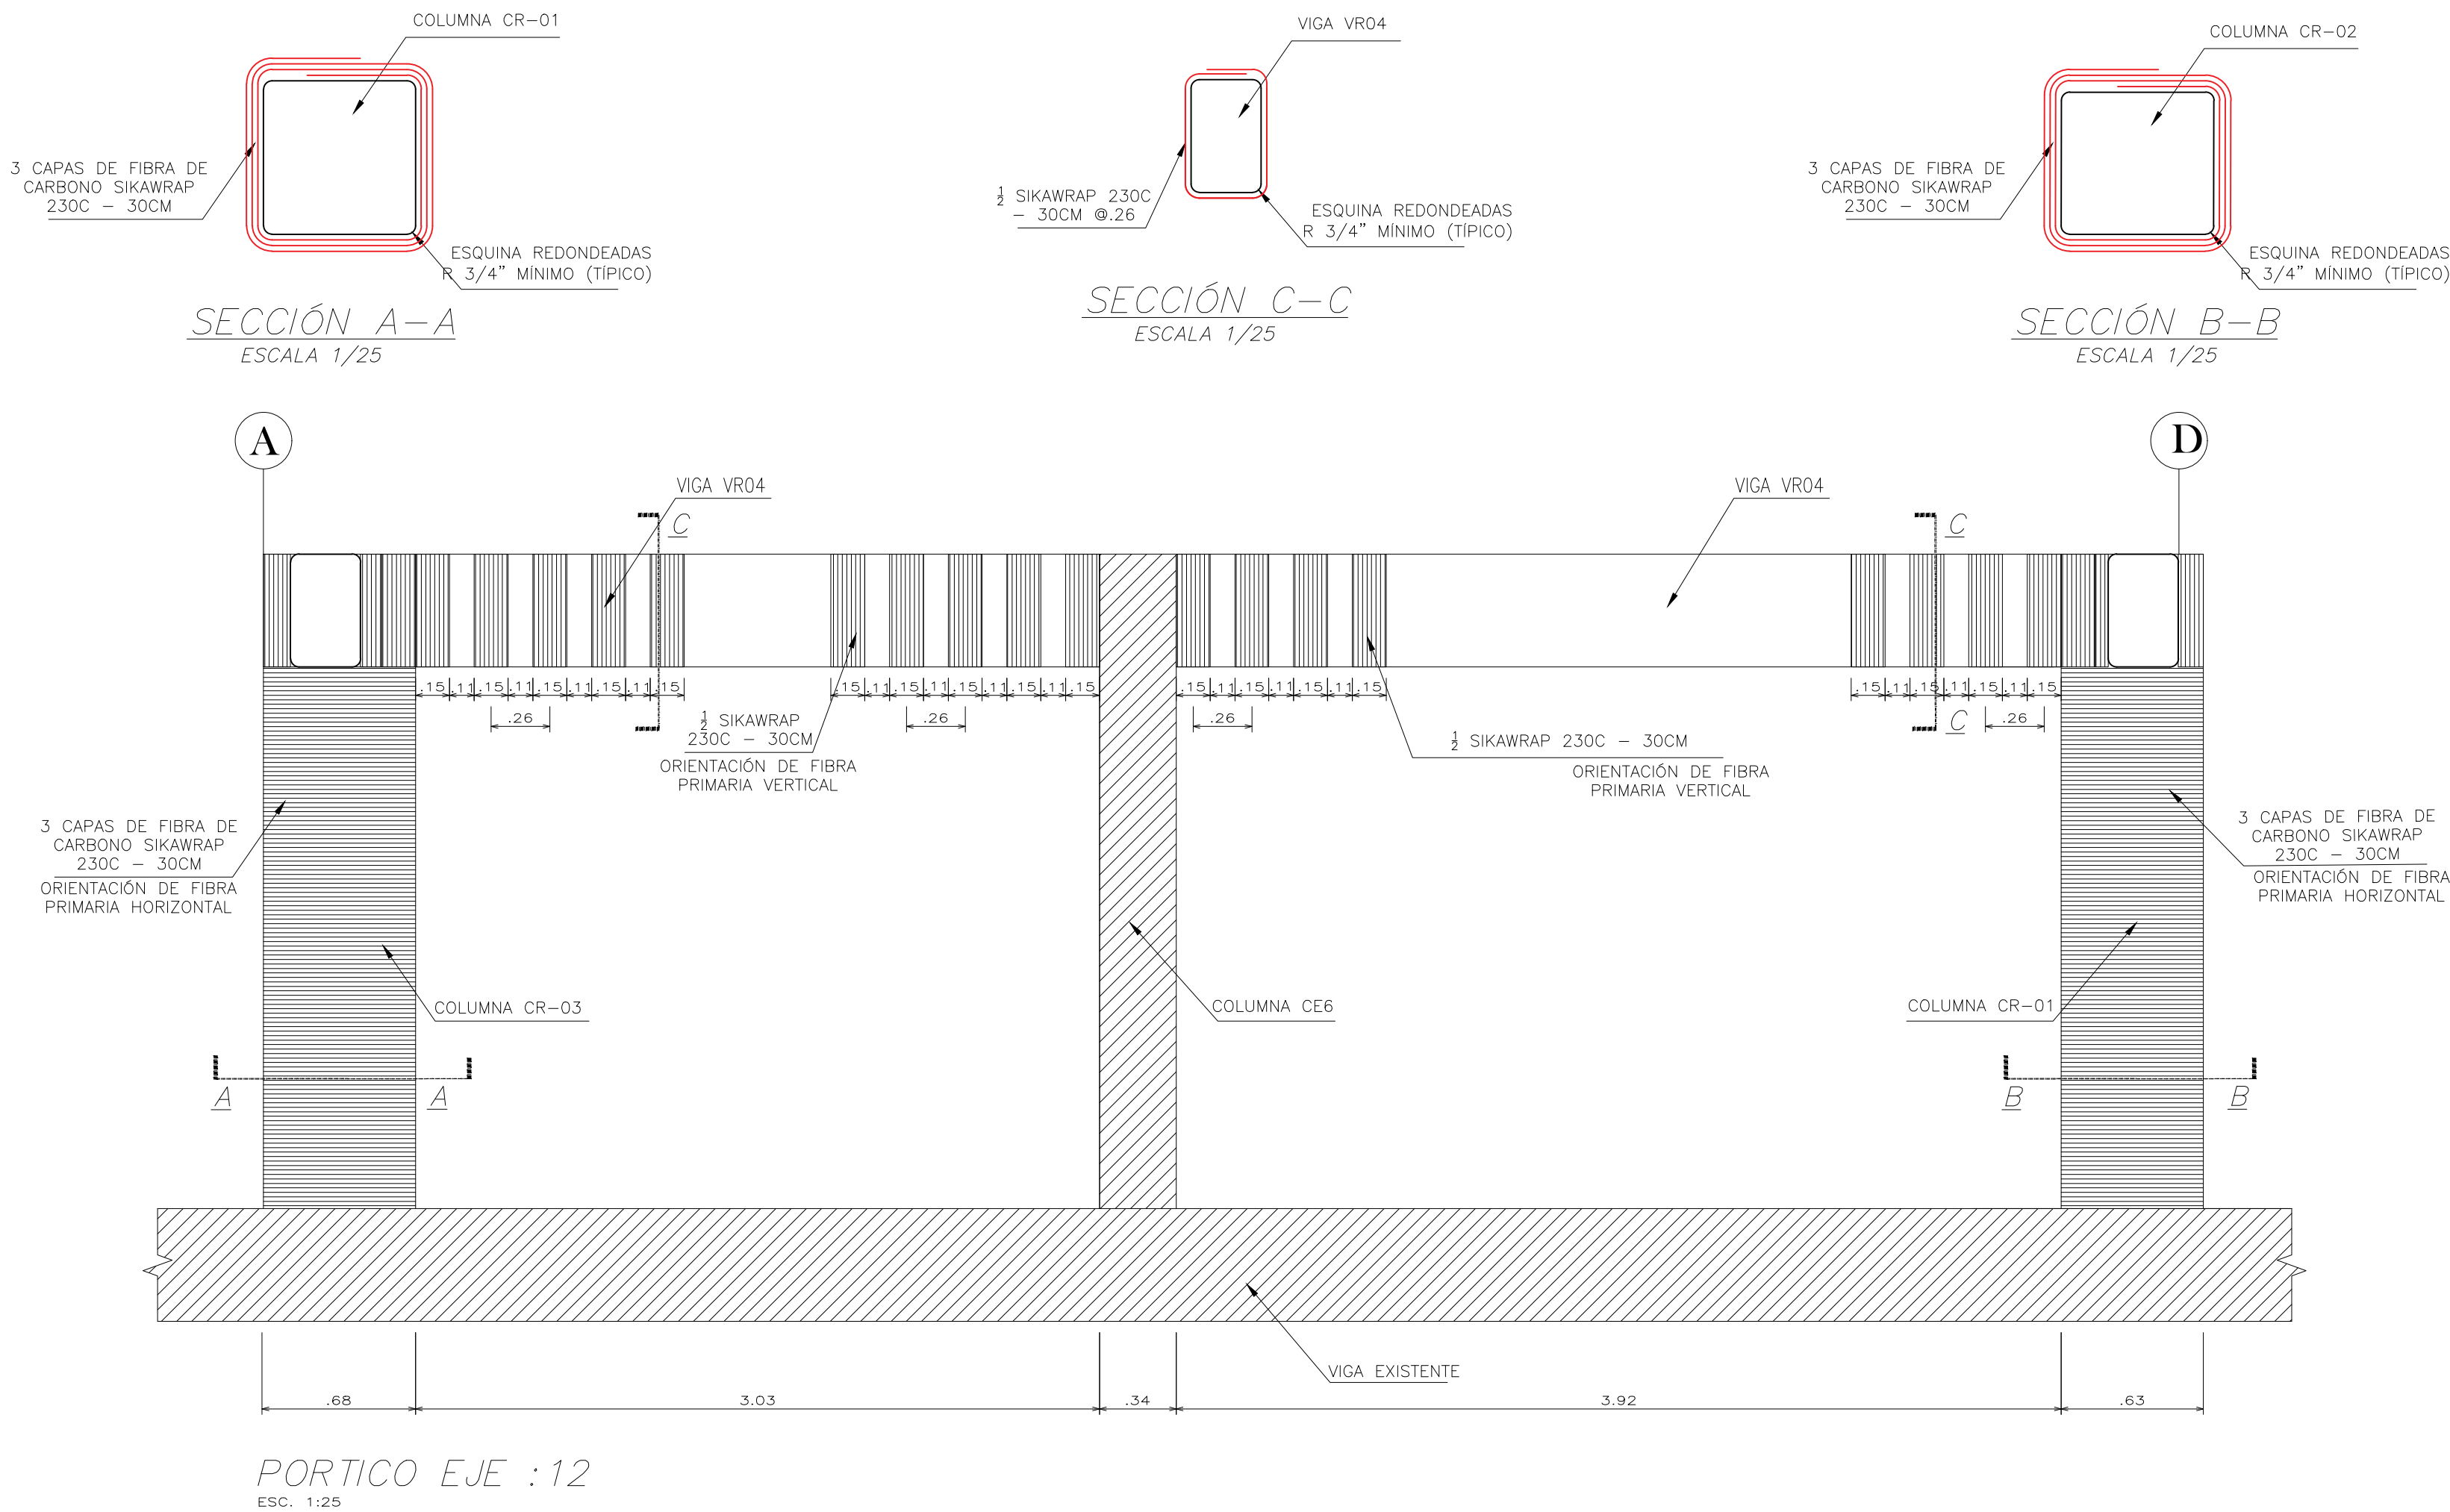 COLUMNA CR-01
3 CAPAS DE FIBRA DE
CARBONO SIKAWRAP
230C - 30CM
ESQUINA REDONDEADAS
R 3/4" MÍNIMO (TÍPICO)
SECCIÓN A-A
ESCALA 1/25
VIGA VR04
1/2 SIKAWRAP 230C
- 30CM @.26
ESQUINA REDONDEADAS
R 3/4" MÍNIMO (TÍPICO)
SECCIÓN C-C
ESCALA 1/25
COLUMNA CR-02
3 CAPAS DE FIBRA DE
CARBONO SIKAWRAP
230C - 30CM
ESQUINA REDONDEADAS
R 3/4" MÍNIMO (TÍPICO)
SECCIÓN B-B
ESCALA 1/25
A
D
VIGA VR04
C
VIGA VR04
C
.15 .11 .15 .11 .15 .11 .15 .11 .15
.15 .11 .15 .11 .15 .11 .15 .11 .15
.15 .11 .15 .11 .15 .11 .15
.15 .11 .15 .11 .15 .11 .15
.26
.26
.26
C
.26
1/2 SIKAWRAP
230C - 30CM
ORIENTACIÓN DE FIBRA
PRIMARIA VERTICAL
1/2 SIKAWRAP 230C - 30CM
ORIENTACIÓN DE FIBRA
PRIMARIA VERTICAL
3 CAPAS DE FIBRA DE
CARBONO SIKAWRAP
230C - 30CM
ORIENTACIÓN DE FIBRA
PRIMARIA HORIZONTAL
3 CAPAS DE FIBRA DE
CARBONO SIKAWRAP
230C - 30CM
ORIENTACIÓN DE FIBRA
PRIMARIA HORIZONTAL
COLUMNA CR-03
COLUMNA CE6
COLUMNA CR-01
A
A
B
B
VIGA EXISTENTE
.68
3.03
.34
3.92
.63
PORTICO EJE :12
ESC. 1:25